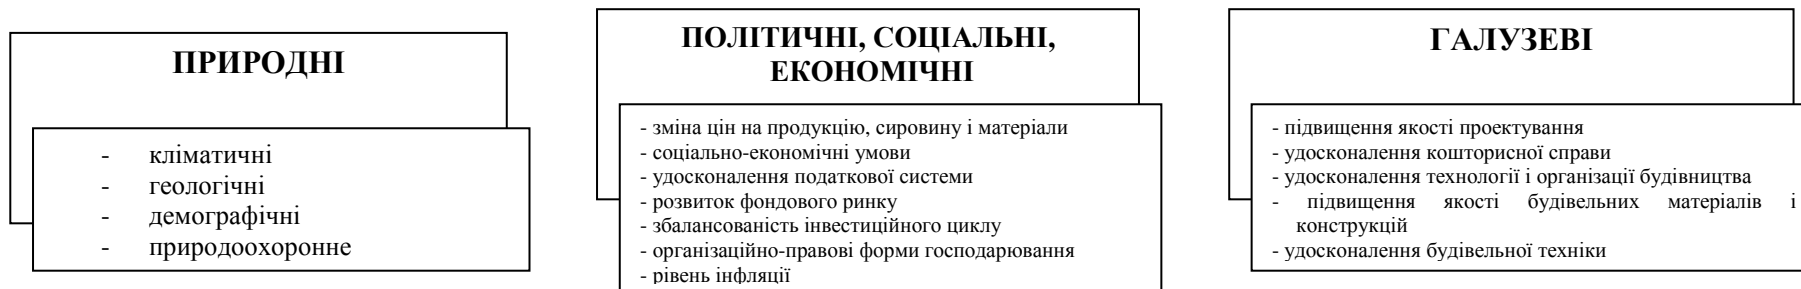 ПРИРОДНІ
- кліматичні
- геологічні
- демографічні
- природоохоронне
ПОЛІТИЧНІ, СОЦІАЛЬНІ,
ЕКОНОМІЧНІ
- зміна цін на продукцію, сировину і матеріали
- соціально-економічні умови
- удосконалення податкової системи
- розвиток фондового ринку
- збалансованість інвестиційного циклу
- організаційно-правові форми господарювання
- рівень інфляції
ГАЛУЗЕВІ
- підвищення якості проектування
- удосконалення кошторисної справи
- удосконалення технології і організації будівництва
- підвищення якості будівельних матеріалів і
конструкцій
- удосконалення будівельної техніки